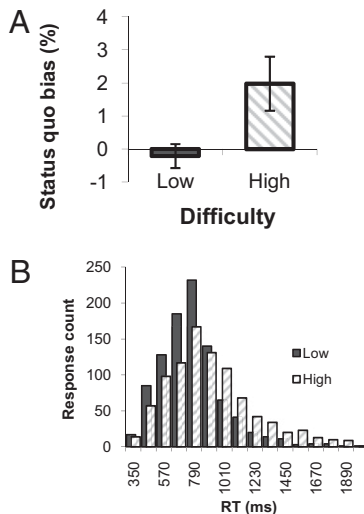 A
Status quo bias (%)
4
3
2
1
0
-1
Low
High
Difficulty
B
Response count
250
200
150
100
50
0
Low
High
350
570
790
1010
1230
1450
1670
1890
RT (ms)